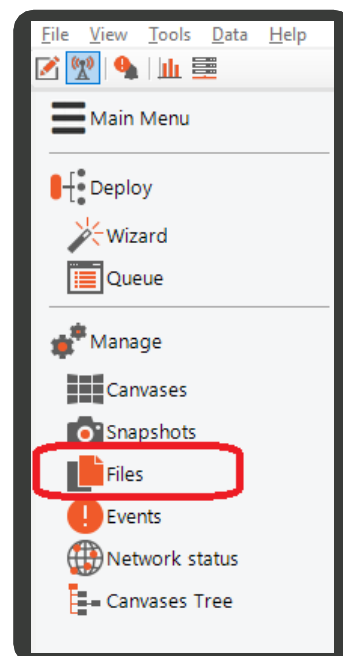 File View Tools Data Help
Main Menu
Deploy
Wizard
Queue
Manage
Canvases
Snapshots
Files
Events
Network status
Canvases Tree